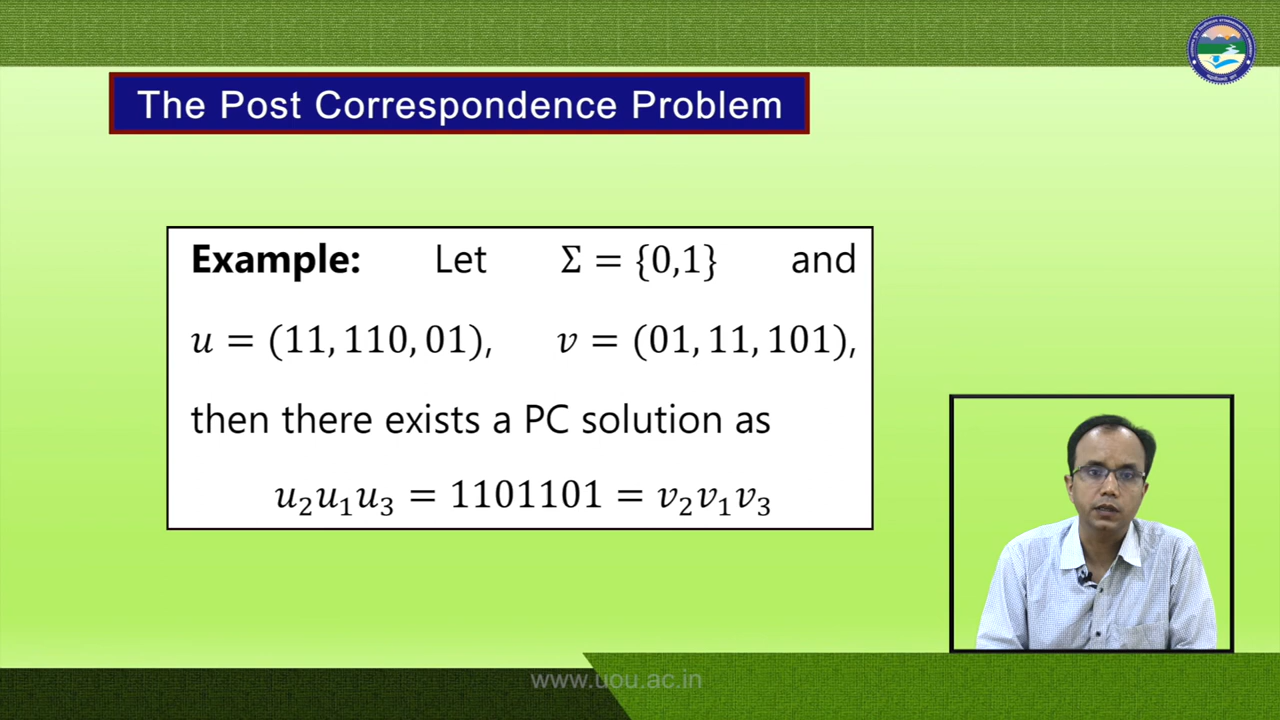 The Post Correspondence Problem
Example: Let Σ = {0,1} and
u = (11, 110, 01), v = (01, 11, 101),
then there exists a PC solution as
u₂u₁u₃ = 1101101 = v₂v₁v₃
www.uou.ac.in